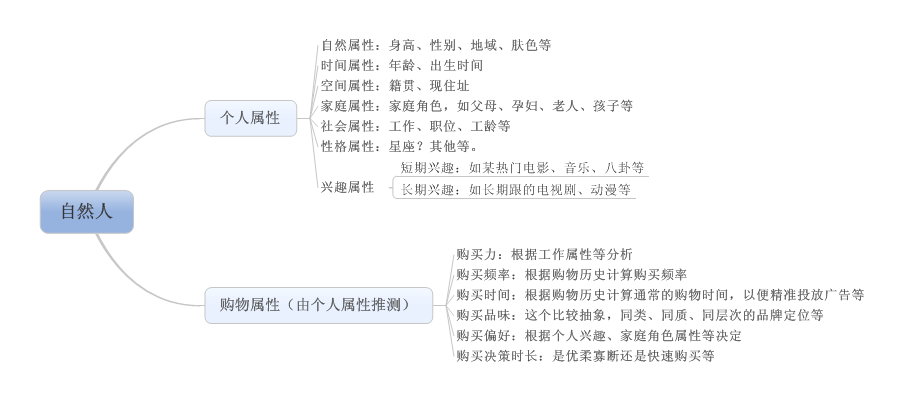 自然人
个人属性
自然属性：身高、性别、地域、肤色等
时间属性：年龄、出生时间
空间属性：籍贯、现住址
家庭属性：家庭角色，如父母、孕妇、老人、孩子等
社会属性：工作、职位、工龄等
性格属性：星座？其他等。
兴趣属性
短期兴趣：如某热门电影、音乐、八卦等
长期兴趣：如长期跟的电视剧、动漫等
购物属性（由个人属性推测）
购买力：根据工作属性等分析
购买频率：根据购物历史计算购买频率
购买时间：根据购物历史计算通常的购物时间，以便精准投放广告等
购买品味：这个比较抽象，同类、同质、同层次的品牌定位等
购买偏好：根据个人兴趣、家庭角色属性等决定
购买决策时长：是优柔寡断还是快速购买等